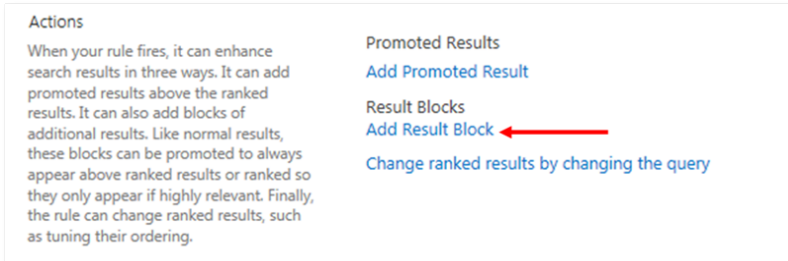 Actions
When your rule fires, it can enhance
search results in three ways. It can add
promoted results above the ranked
results. It can also add blocks of
additional results. Like normal results,
these blocks can be promoted to always
appear above ranked results or ranked so
they only appear if highly relevant. Finally,
the rule can change ranked results, such
as tuning their ordering.
Promoted Results
Add Promoted Result
Result Blocks
Add Result Block
Change ranked results by changing the query